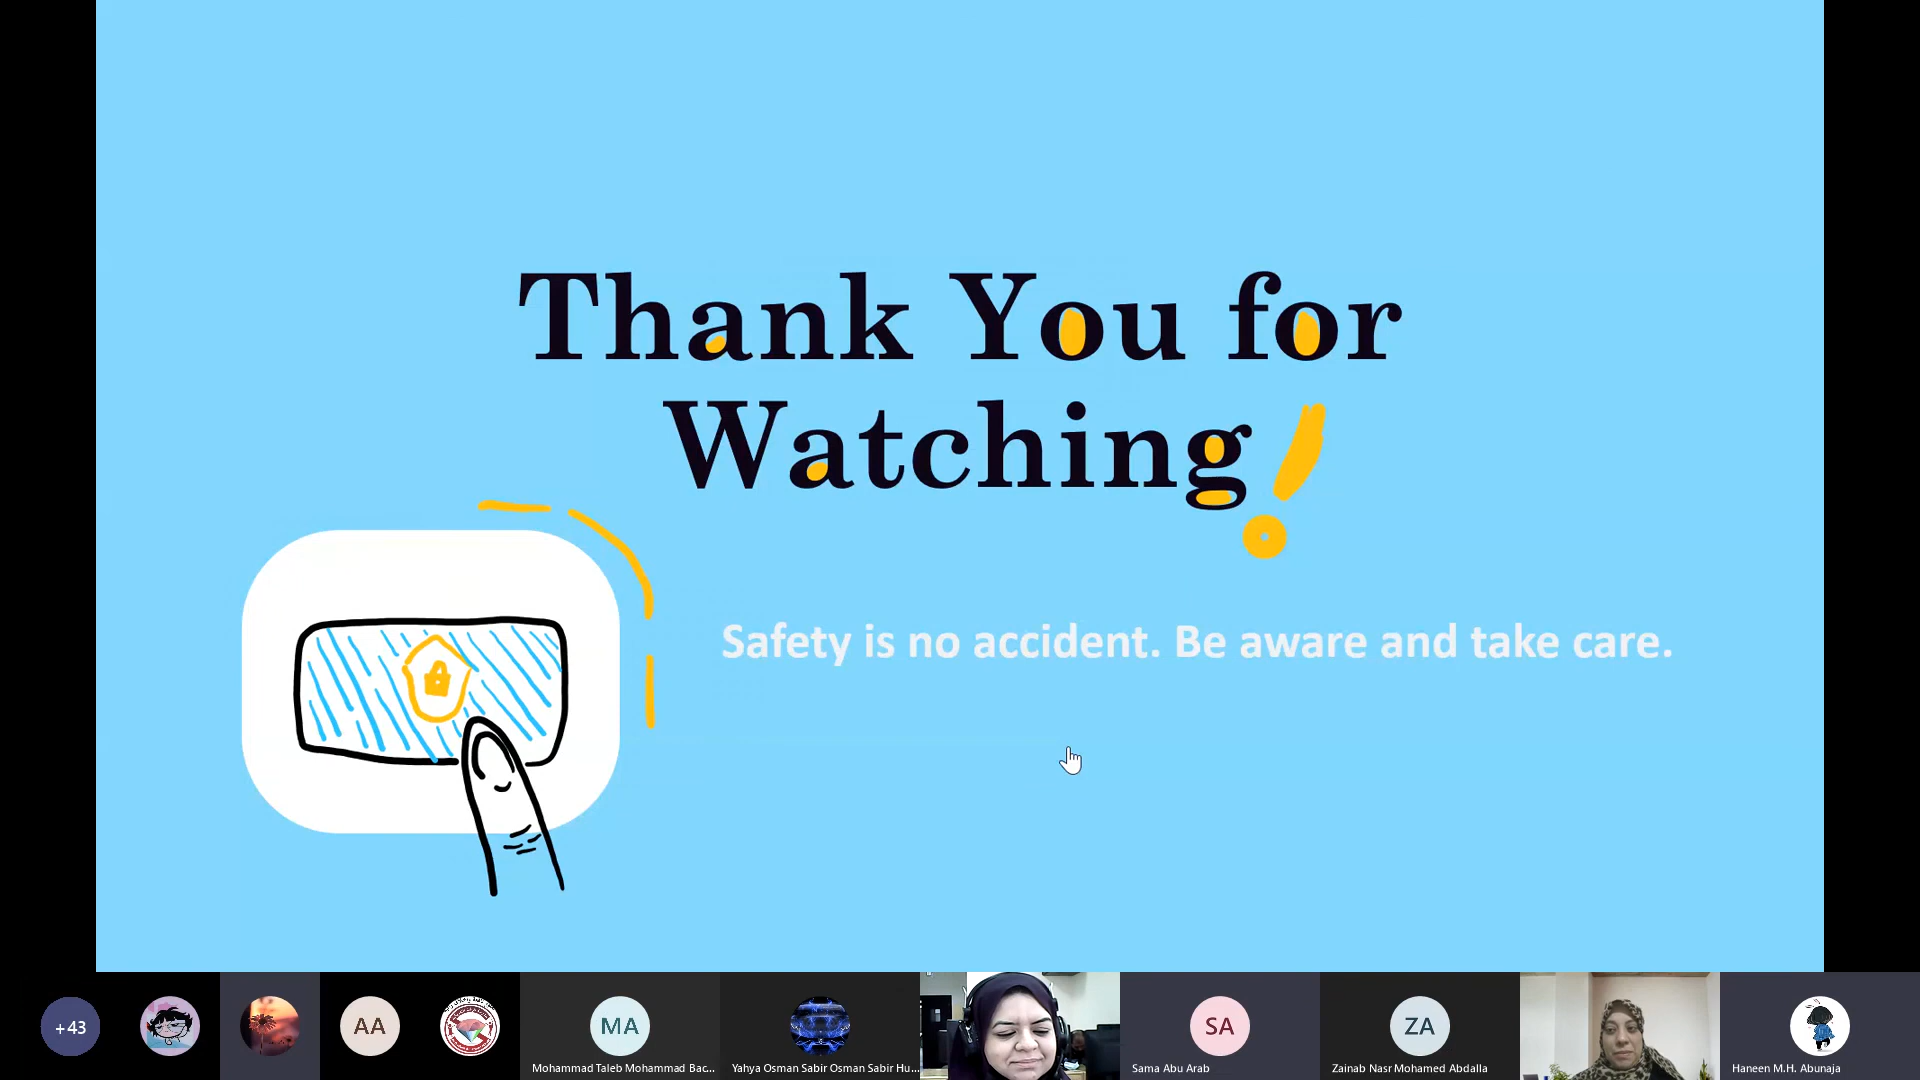 Thank You for
Watching!
Safety is no accident. Be aware and take care.
+43
AA
MA
SA
ZA
Mohammad Taleb Mohammad Bac...
Yahya Osman Sabir Osman Sabir Hu...
Sama Abu Arab
Zainab Nasr Mohamed Abdalla
Haneen M.H. Abunaja